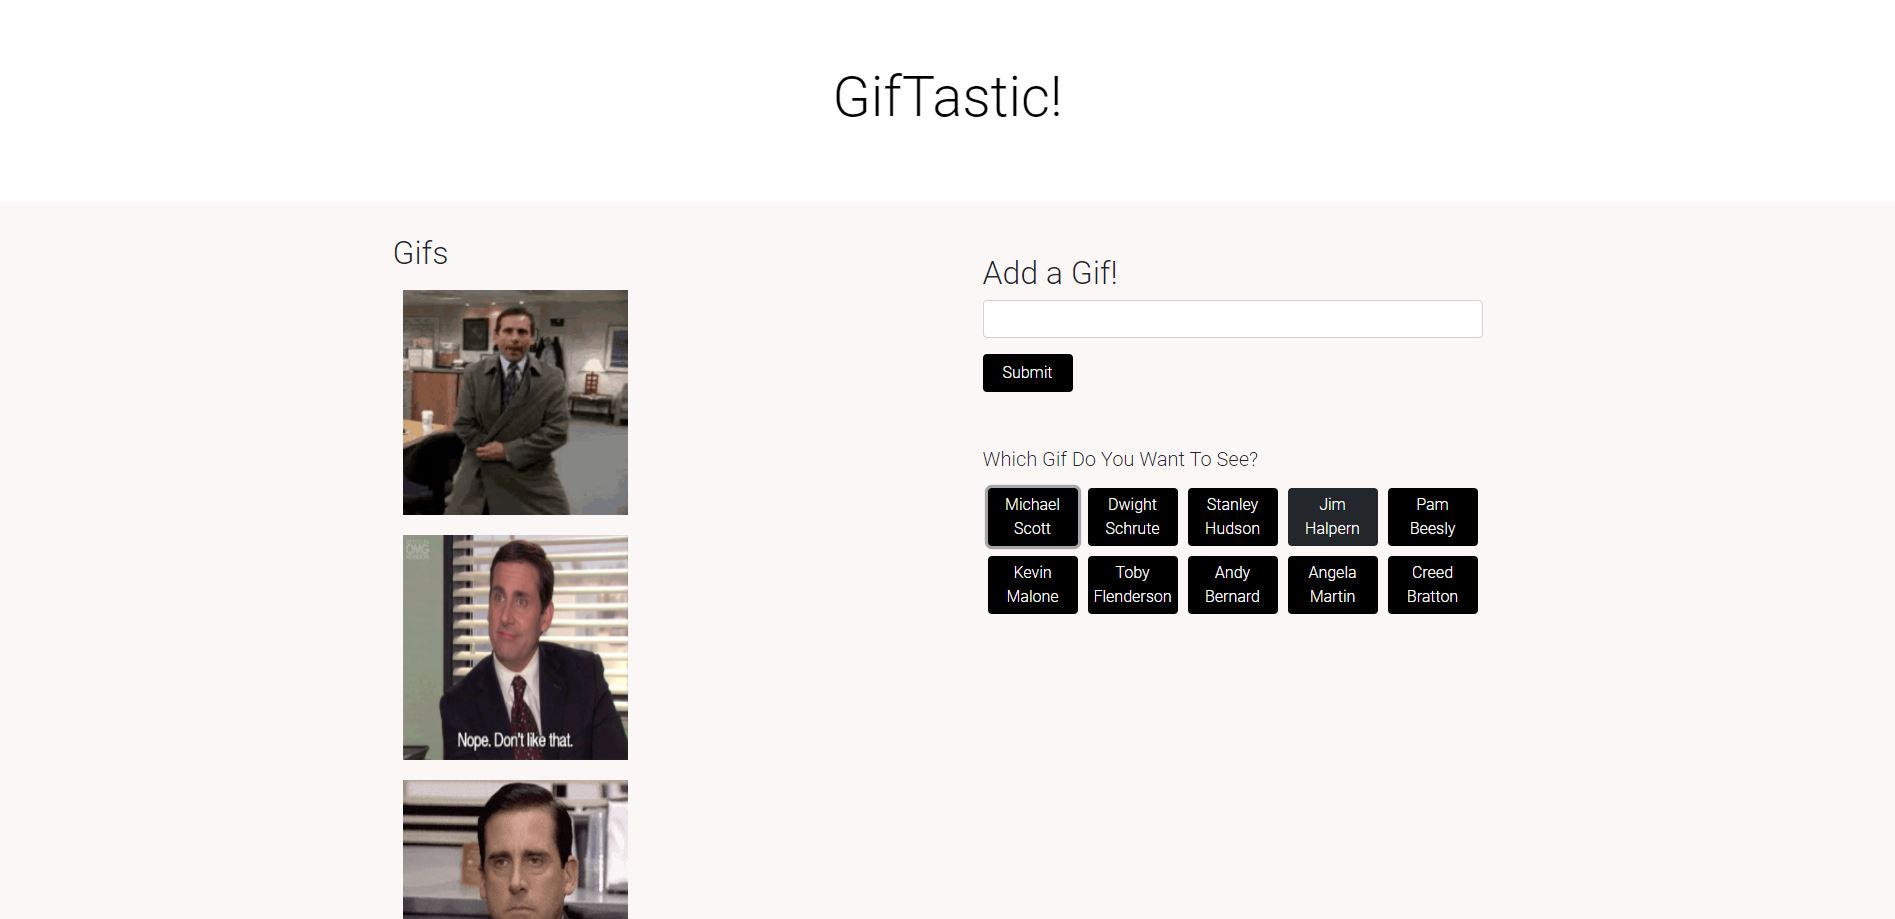 GifTastic!
Gifs
OMG
Nope. Don't like that.
Add a Gif!
Submit
Which Gif Do You Want To See?
Michael
Scott
Dwight
Schrute
Stanley
Hudson
Jim
Halpern
Pam
Beesly
Kevin
Malone
Toby
Flenderson
Andy
Bernard
Angela
Martin
Creed
Bratton